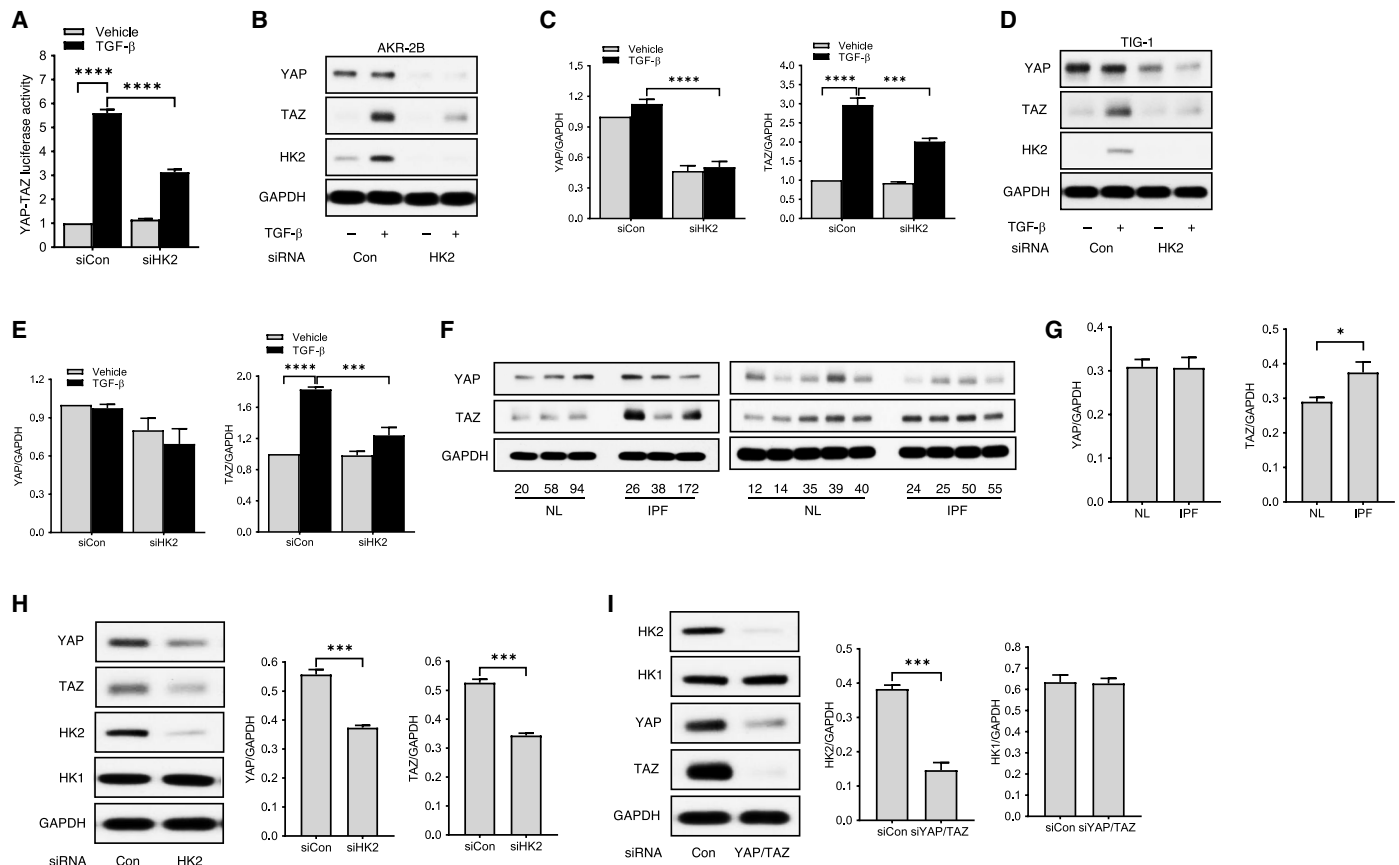 A
Vehicle
TGF-β
YAP-TAZ luciferase activity
8
7
6
5
4
3
2
1
0
****
****
siCon
siHK2
B
AKR-2B
YAP
TAZ
HK2
GAPDH
TGF-β
– + – +
siRNA
Con
HK2
C
Vehicle
TGF-β
YAP/GAPDH
1.5
1.2
0.9
0.6
0.3
0.0
****
siCon
siHK2
TAZ/GAPDH
4.0
3.5
3.0
2.5
2.0
1.5
1.0
0.5
0.0
****
***
siCon
siHK2
D
TIG-1
YAP
TAZ
HK2
GAPDH
TGF-β
– + – +
siRNA
Con
HK2
E
Vehicle
TGF-β
YAP/GAPDH
1.2
0.9
0.6
0.3
0.0
siCon
siHK2
Vehicle
TGF-β
TAZ/GAPDH
2.0
1.6
1.2
0.8
0.4
0.0
****
***
siCon
siHK2
F
YAP
TAZ
GAPDH
20 58 94
NL
26 38 172
IPF
12 14 35 39 40
NL
24 25 50 55
IPF
G
YAP/GAPDH
0.4
0.3
0.2
0.1
0.0
NL
IPF
TAZ/GAPDH
0.5
0.4
0.3
0.2
0.1
0.0
*
NL
IPF
H
YAP
TAZ
HK2
HK1
GAPDH
siRNA
Con
HK2
YAP/GAPDH
0.6
0.5
0.4
0.3
0.2
0.1
0.0
***
siCon
siHK2
TAZ/GAPDH
0.6
0.5
0.4
0.3
0.2
0.1
0.0
***
siCon
siHK2
I
HK2
HK1
YAP
TAZ
GAPDH
siRNA
Con
YAP/TAZ
HK2/GAPDH
0.5
0.4
0.3
0.2
0.1
0.0
***
siCon
siYAP/TAZ
HK1/GAPDH
0.8
0.7
0.6
0.5
0.4
0.3
0.2
0.1
0.0
siCon
siYAP/TAZ